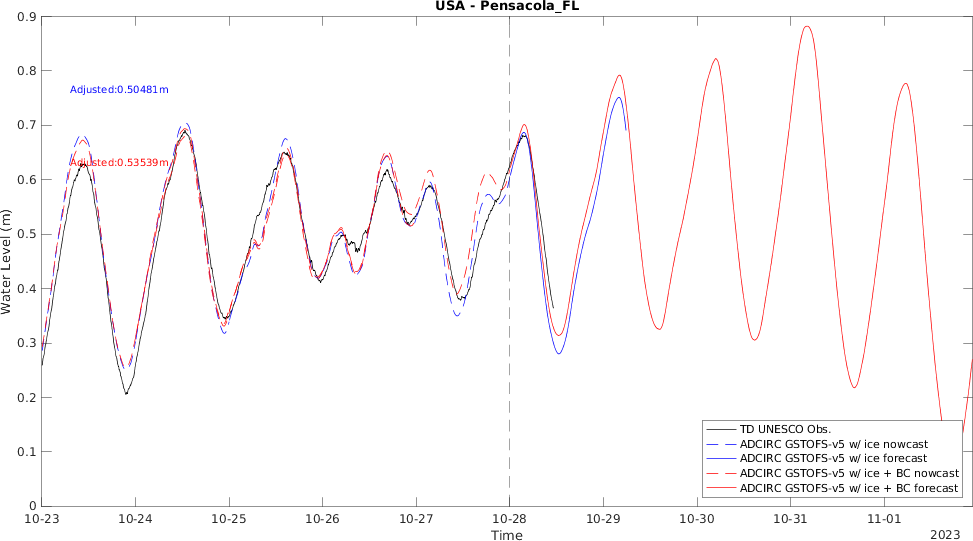 USA - Pensacola_FL
0.9
0.8
Adjusted:0.50481m
0.7
Adjusted:0.53539m
0.6
0.5
0.4
0.3
0.2
0.1
0
Water Level (m)
TD UNESCO Obs.
ADCIRC GSTOFS-v5 w/ ice nowcast
ADCIRC GSTOFS-v5 w/ ice forecast
ADCIRC GSTOFS-v5 w/ ice + BC nowcast
ADCIRC GSTOFS-v5 w/ ice + BC forecast
10-23 10-24 10-25 10-26 10-27 10-28 10-29 10-30 10-31 11-01
Time
2023